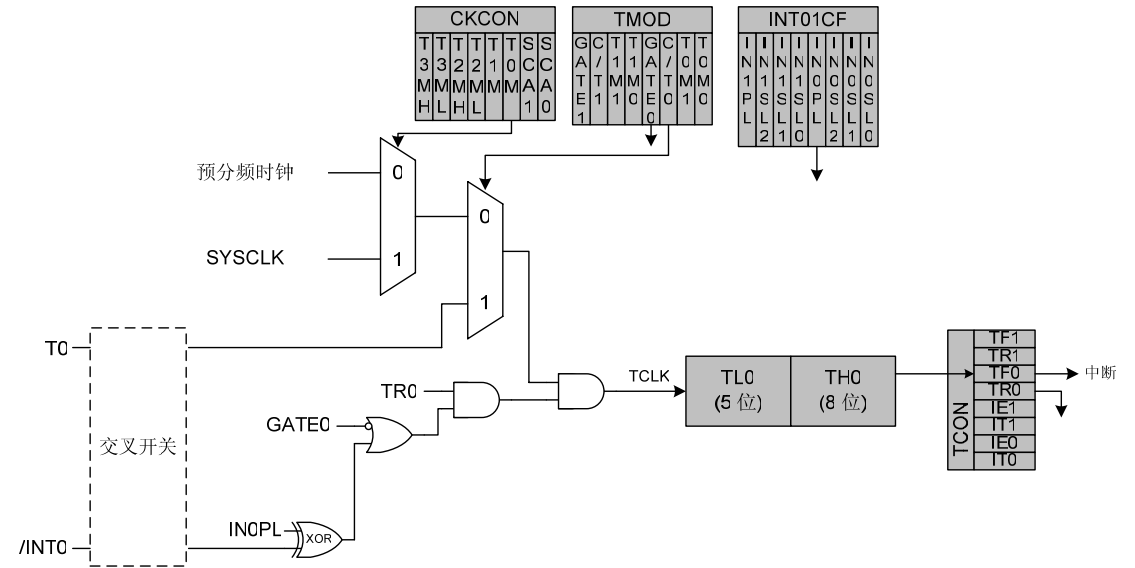 CKCON
T3MH T3ML T2MH T2ML T1M T0M SCA1 SCA0
TMOD
GATE1 C/T1 T1M1 T1M0 GATE0 C/T0 T0M1 T0M0
INT01CF
IN1PL IN1SL2 IN1SL1 IN1SL0 IN0PL IN0SL2 IN0SL1 IN0SL0
预分频时钟
0
SYSCLK
1
0
1
T0
交叉开关
/INT0
TR0
GATE0
IN0PL
XOR
TCLK
TL0
(5 位)
TH0
(8 位)
TCON
TF1
TR1
TF0
TR0
IE1
IT1
IE0
IT0
中断